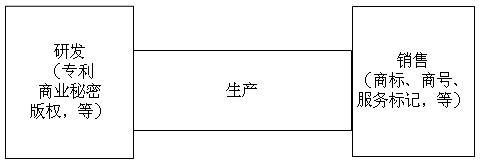 研发
（专利
商业秘密
版权，等）
生产
销售
（商标、商号、
服务标记，等）